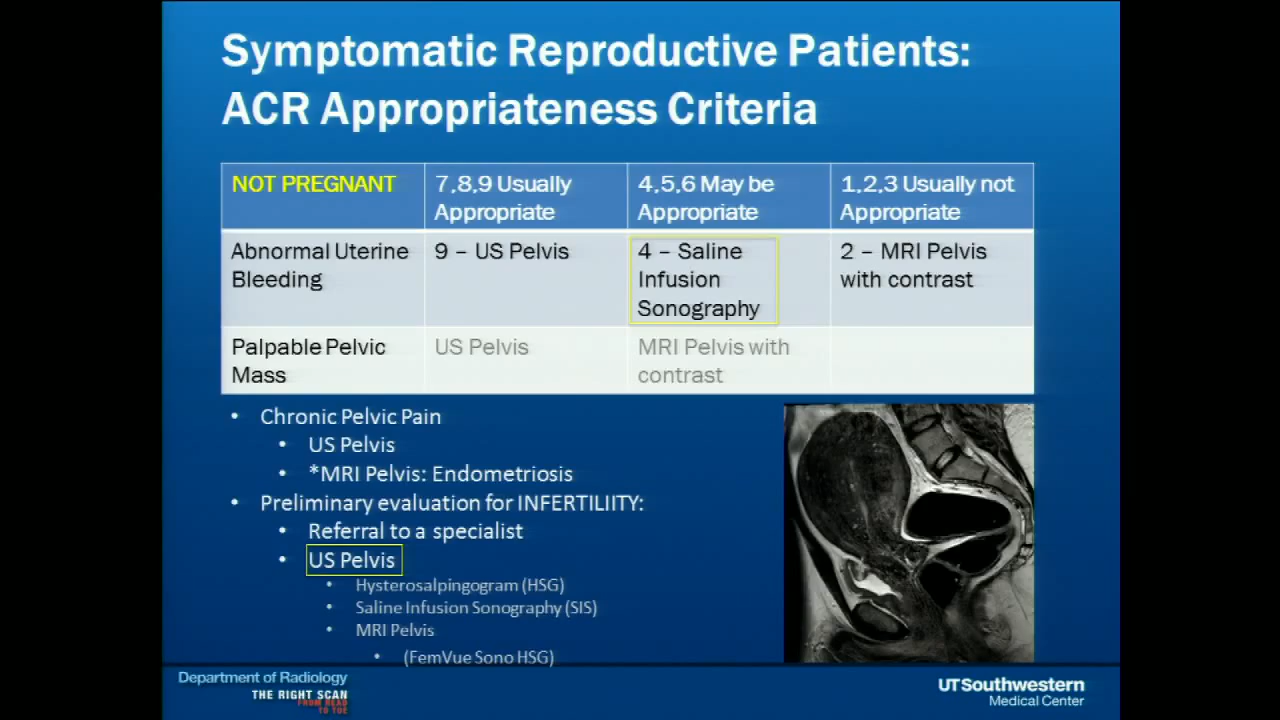 Symptomatic Reproductive Patients:
ACR Appropriateness Criteria
NOT PREGNANT
7,8,9 Usually
Appropriate
4,5,6 May be
Appropriate
1,2,3 Usually not
Appropriate
Abnormal Uterine
Bleeding
9 – US Pelvis
4 – Saline
Infusion
Sonography
2 – MRI Pelvis
with contrast
Palpable Pelvic
Mass
US Pelvis
MRI Pelvis with
contrast
• Chronic Pelvic Pain
• US Pelvis
• *MRI Pelvis: Endometriosis
• Preliminary evaluation for INFERTILIITY:
• Referral to a specialist
• US Pelvis
• Hysterosalpingogram (HSG)
• Saline Infusion Sonography (SIS)
• MRI Pelvis
• (FemVue Sono HSG)
Department of Radiology
THE RIGHT SCAN
FROM HEAD
TO TOE
UTSouthwestern
Medical Center